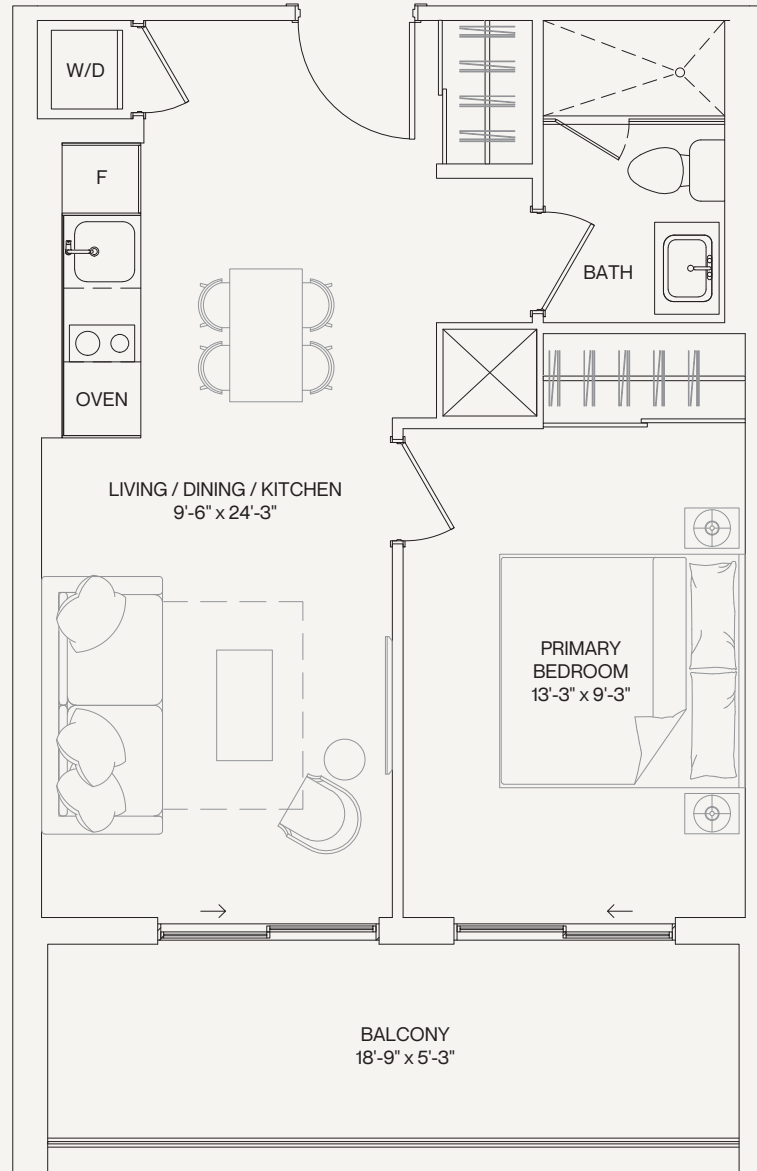 W/D
F
BATH
OVEN
LIVING / DINING / KITCHEN
9'-6" x 24'-3"
PRIMARY
BEDROOM
13'-3" x 9'-3"
BALCONY
18'-9" x 5'-3"